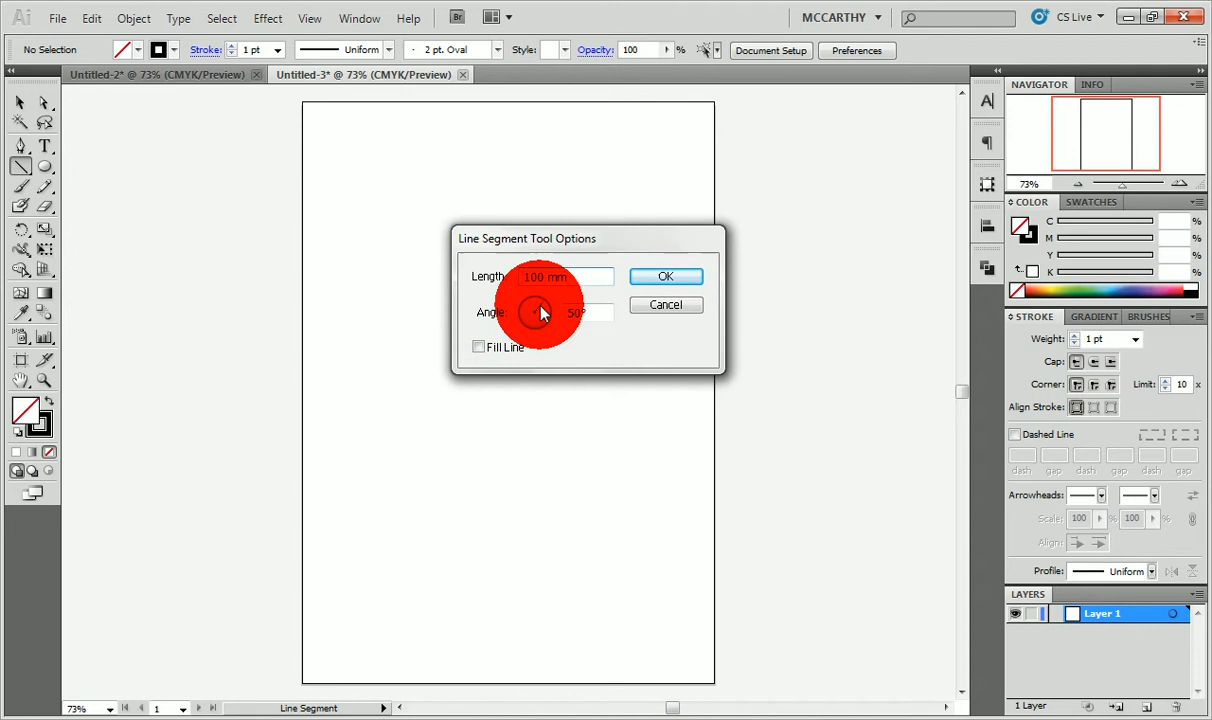 Ai File Edit Object Type Select Effect View Window Help Br MCCARTHY CS Live
No Selection Stroke: 1 pt Uniform 2 pt. Oval Style: Opacity: 100 % Document Setup Preferences
Untitled-2* @ 73% (CMYK/Preview) Untitled-3* @ 73% (CMYK/Preview)
NAVIGATOR INFO
73%
COLOR SWATCHES
C %
M %
Y %
K %
Line Segment Tool Options
Length: 100 mm OK
Angle: 50° Cancel
Fill Line
STROKE GRADIENT BRUSHES
Weight: 1 pt
Cap:
Corner: Limit: 10 x
Align Stroke:
Dashed Line
dash gap dash gap dash gap
Arrowheads:
Scale: 100 % 100 %
Align:
Profile: Uniform
LAYERS
Layer 1
1 Layer
73% 1 Line Segment